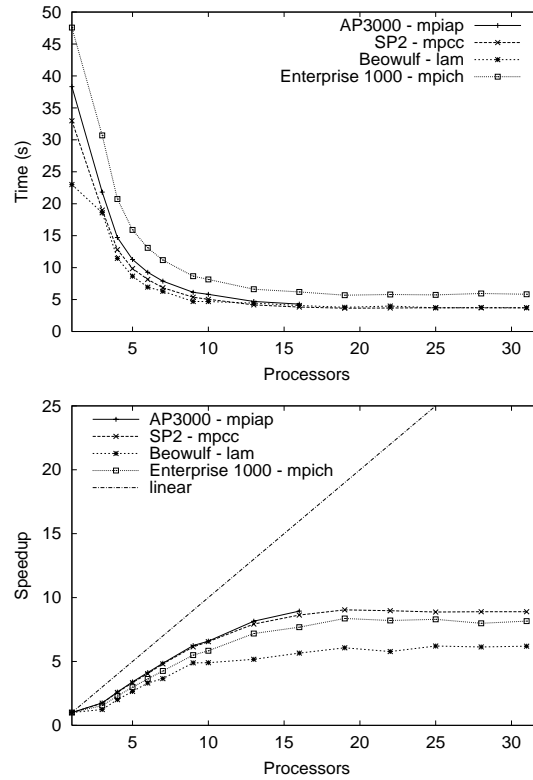 50
45
40
35
30
25
20
15
10
5
0
Time (s)
AP3000 - mpiap
SP2 - mpcc
Beowulf - lam
Enterprise 1000 - mpich
5 10 15 20 25 30
Processors
25
20
15
10
5
0
Speedup
AP3000 - mpiap
SP2 - mpcc
Beowulf - lam
Enterprise 1000 - mpich
linear
5 10 15 20 25 30
Processors